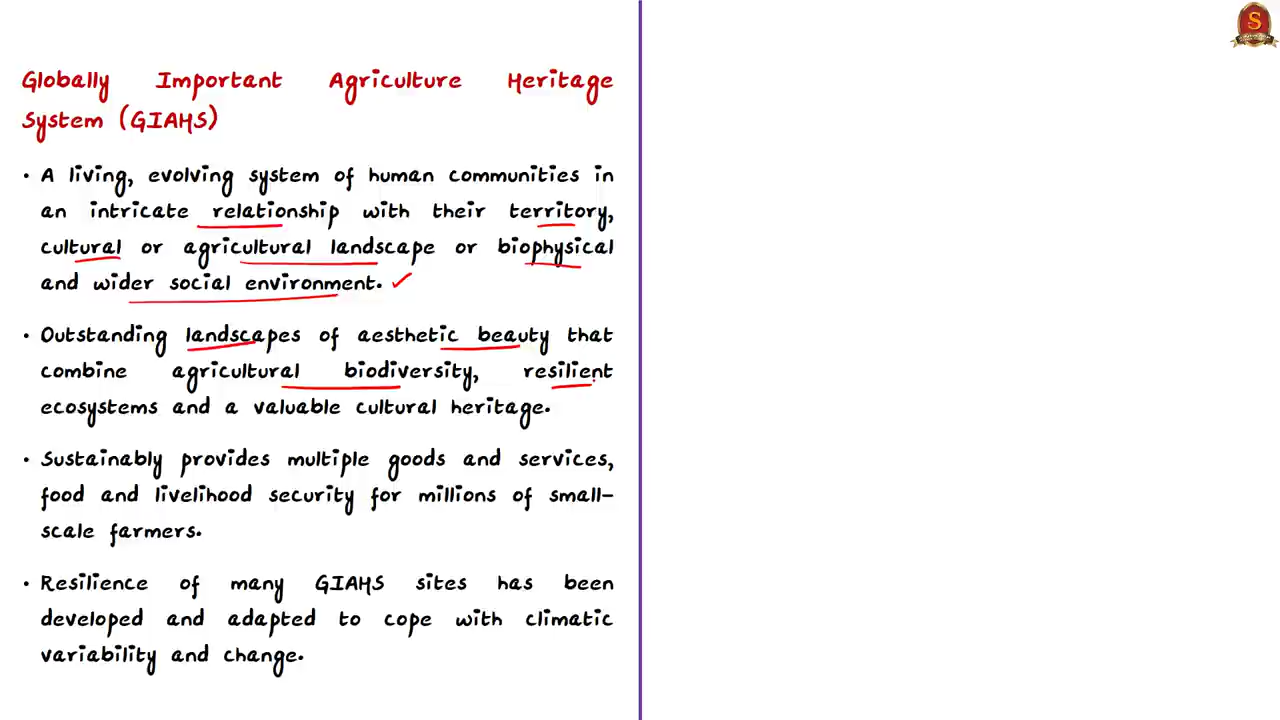 Globally Important Agriculture Heritage
System (GIAHS)
• A living, evolving system of human communities in
an intricate relationship with their territory,
cultural or agricultural landscape or biophysical
and wider social environment.
• Outstanding landscapes of aesthetic beauty that
combine agricultural biodiversity, resilient
ecosystems and a valuable cultural heritage.
• Sustainably provides multiple goods and services,
food and livelihood security for millions of small-
scale farmers.
• Resilience of many GIAHS sites has been
developed and adapted to cope with climatic
variability and change.
S